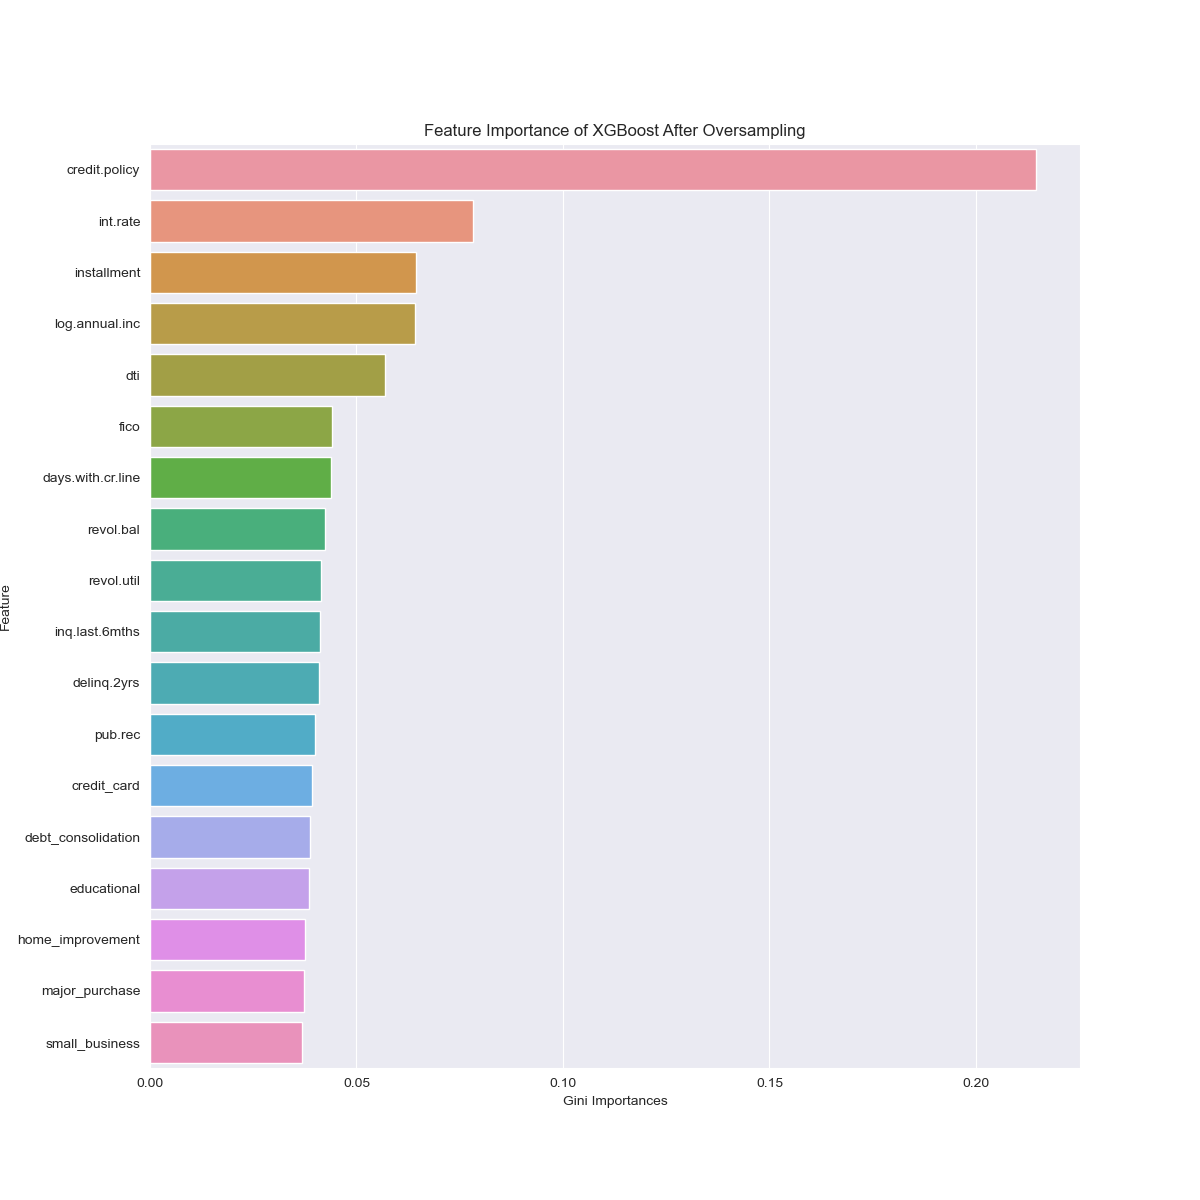 Feature Importance of XGBoost After Oversampling
credit.policy
int.rate
installment
log.annual.inc
dti
fico
days.with.cr.line
revol.bal
revol.util
inq.last.6mths
delinq.2yrs
pub.rec
credit_card
debt_consolidation
educational
home_improvement
major_purchase
small_business
Feature
0.00 0.05 0.10 0.15 0.20
Gini Importances